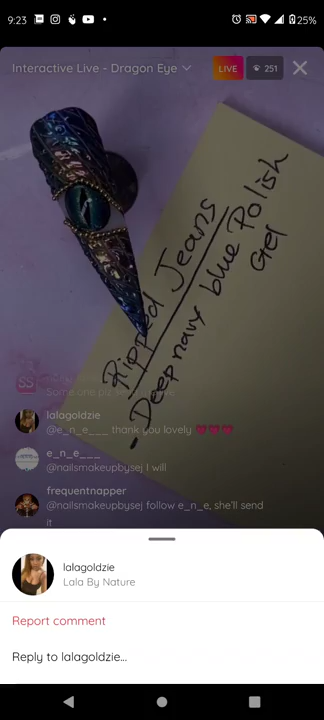 9:23
25%
Interactive Live - Dragon Eye
LIVE
251
Ripped Jeans
- Deep navy blue Polish
Gel
lalagoldzie
@e_n_e___ thank you lovely 💗💗💗
e_n_e___
@nailsmakeupbysej I will
frequentnapper
@nailsmakeupbysej follow e_n_e, she'll send
it
lalagoldzie
Lala By Nature
Report comment
Reply to lalagoldzie...